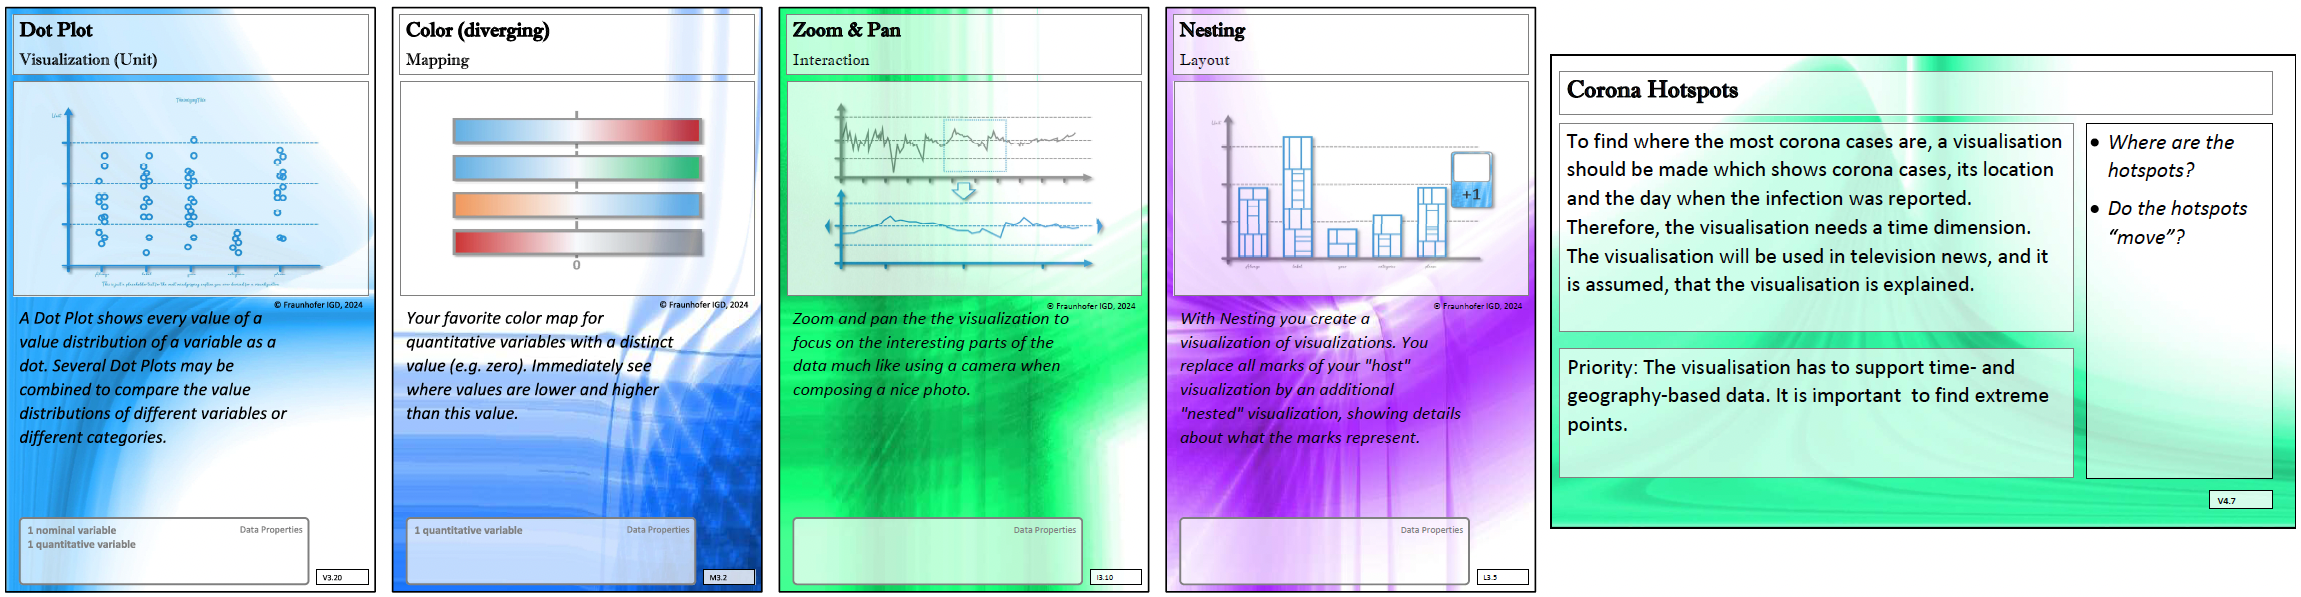 Dot Plot
Visualization (Unit)
Unit
© Fraunhofer IGD, 2024
A Dot Plot shows every value of a
value distribution of a variable as a
dot. Several Dot Plots may be
combined to compare the value
distributions of different variables or
different categories.
1 nominal variable
1 quantitative variable
Data Properties
V3.20
Color (diverging)
Mapping
0
© Fraunhofer IGD, 2024
Your favorite color map for
quantitative variables with a distinct
value (e.g. zero). Immediately see
where values are lower and higher
than this value.
1 quantitative variable
Data Properties
M3.2
Zoom & Pan
Interaction
© Fraunhofer IGD, 2024
Zoom and pan the the visualization to
focus on the interesting parts of the
data much like using a camera when
composing a nice photo.
Data Properties
I3.10
Nesting
Layout
Unit
+1
© Fraunhofer IGD, 2024
With Nesting you create a
visualization of visualizations. You
replace all marks of your "host"
visualization by an additional
"nested" visualization, showing details
about what the marks represent.
Data Properties
L3.5
Corona Hotspots
To find where the most corona cases are, a visualisation
should be made which shows corona cases, its location
and the day when the infection was reported.
Therefore, the visualisation needs a time dimension.
The visualisation will be used in television news, and it
is assumed, that the visualisation is explained.
Priority: The visualisation has to support time- and
geography-based data. It is important  to find extreme
points.
• Where are the
hotspots?
• Do the hotspots
“move”?
V4.7